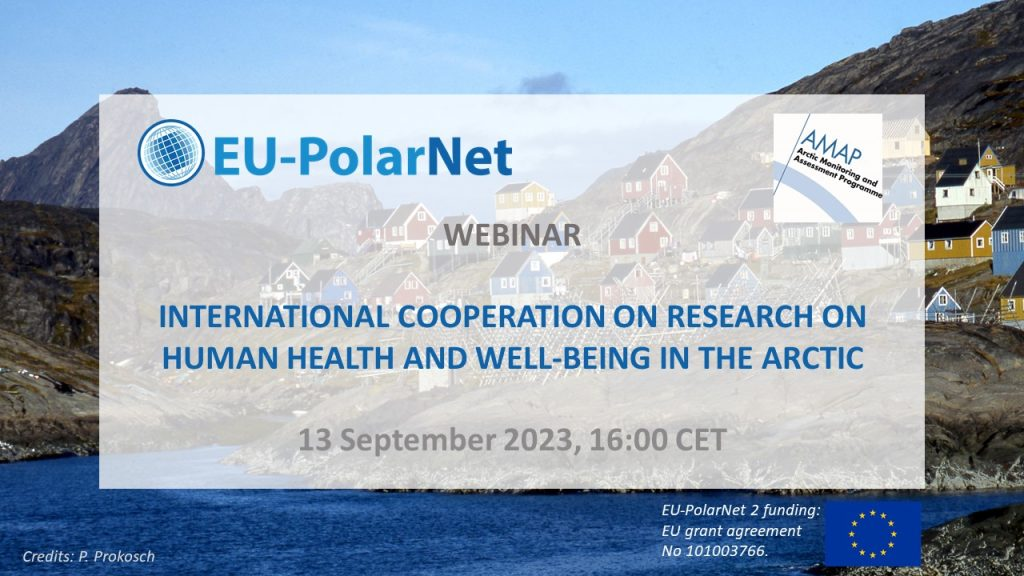 EU-PolarNet
AMAP
Arctic Monitoring and
Assessment Programme
WEBINAR
INTERNATIONAL COOPERATION ON RESEARCH ON
HUMAN HEALTH AND WELL-BEING IN THE ARCTIC
13 September 2023, 16:00 CET
EU-PolarNet 2 funding:
EU grant agreement
No 101003766.
Credits: P. Prokosch